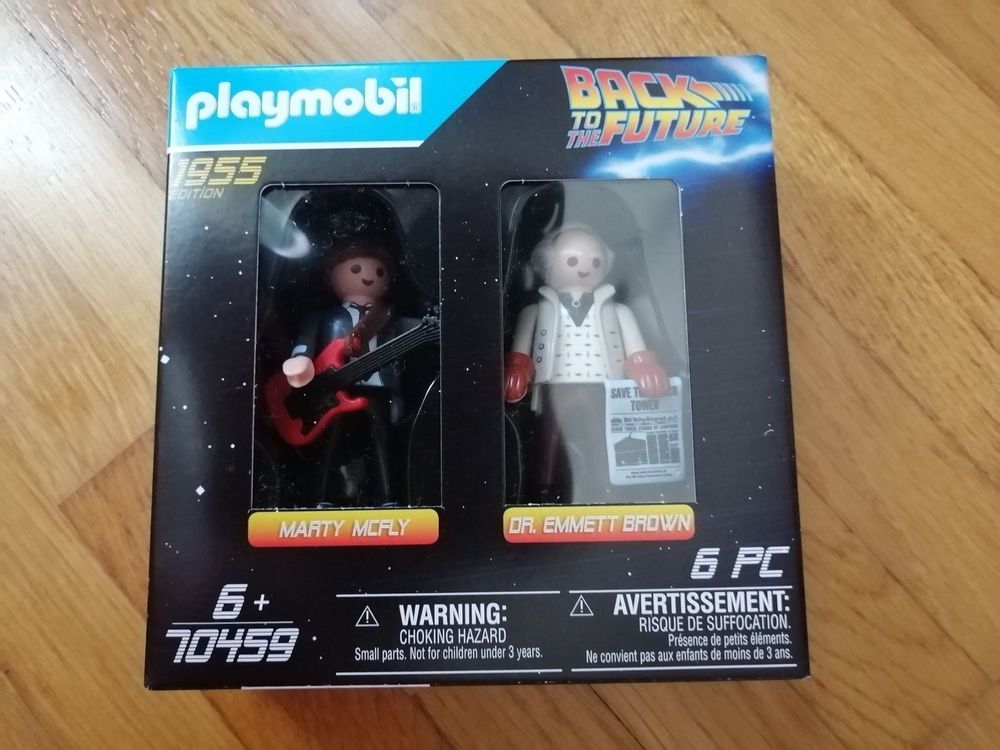 playmobil
BACK
TO
THE FUTURE
1955
EDITION
SAVE
TOWER
MARTY MCFLY
DR. EMMETT BROWN
6 PC
6+
70459
WARNING:
CHOKING HAZARD
Small parts. Not for children under 3 years.
AVERTISSEMENT:
RISQUE DE SUFFOCATION.
Présence de petits éléments.
Ne convient pas aux enfants de moins de 3 ans.